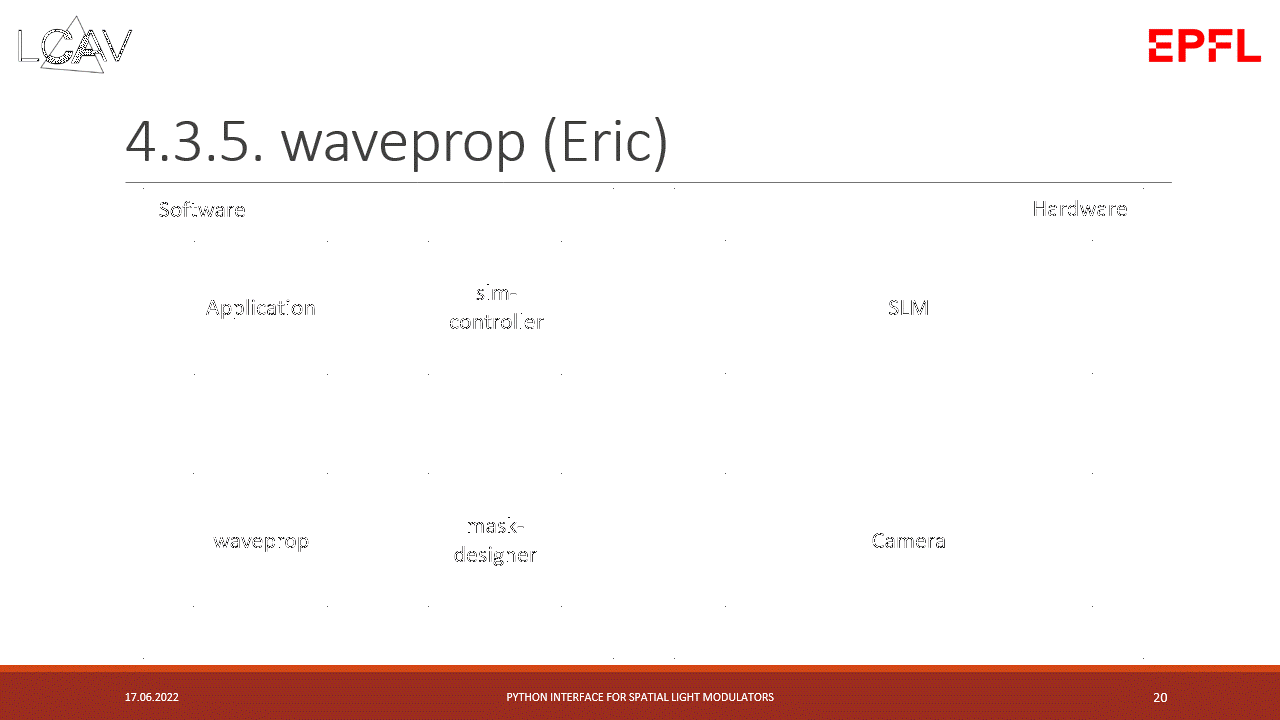 LCAV
EPFL
4.3.5. waveprop (Eric)
Software
Hardware
Application
slm-
controller
SLM
waveprop
mask-
designer
Camera
17.06.2022
PYTHON INTERFACE FOR SPATIAL LIGHT MODULATORS
20